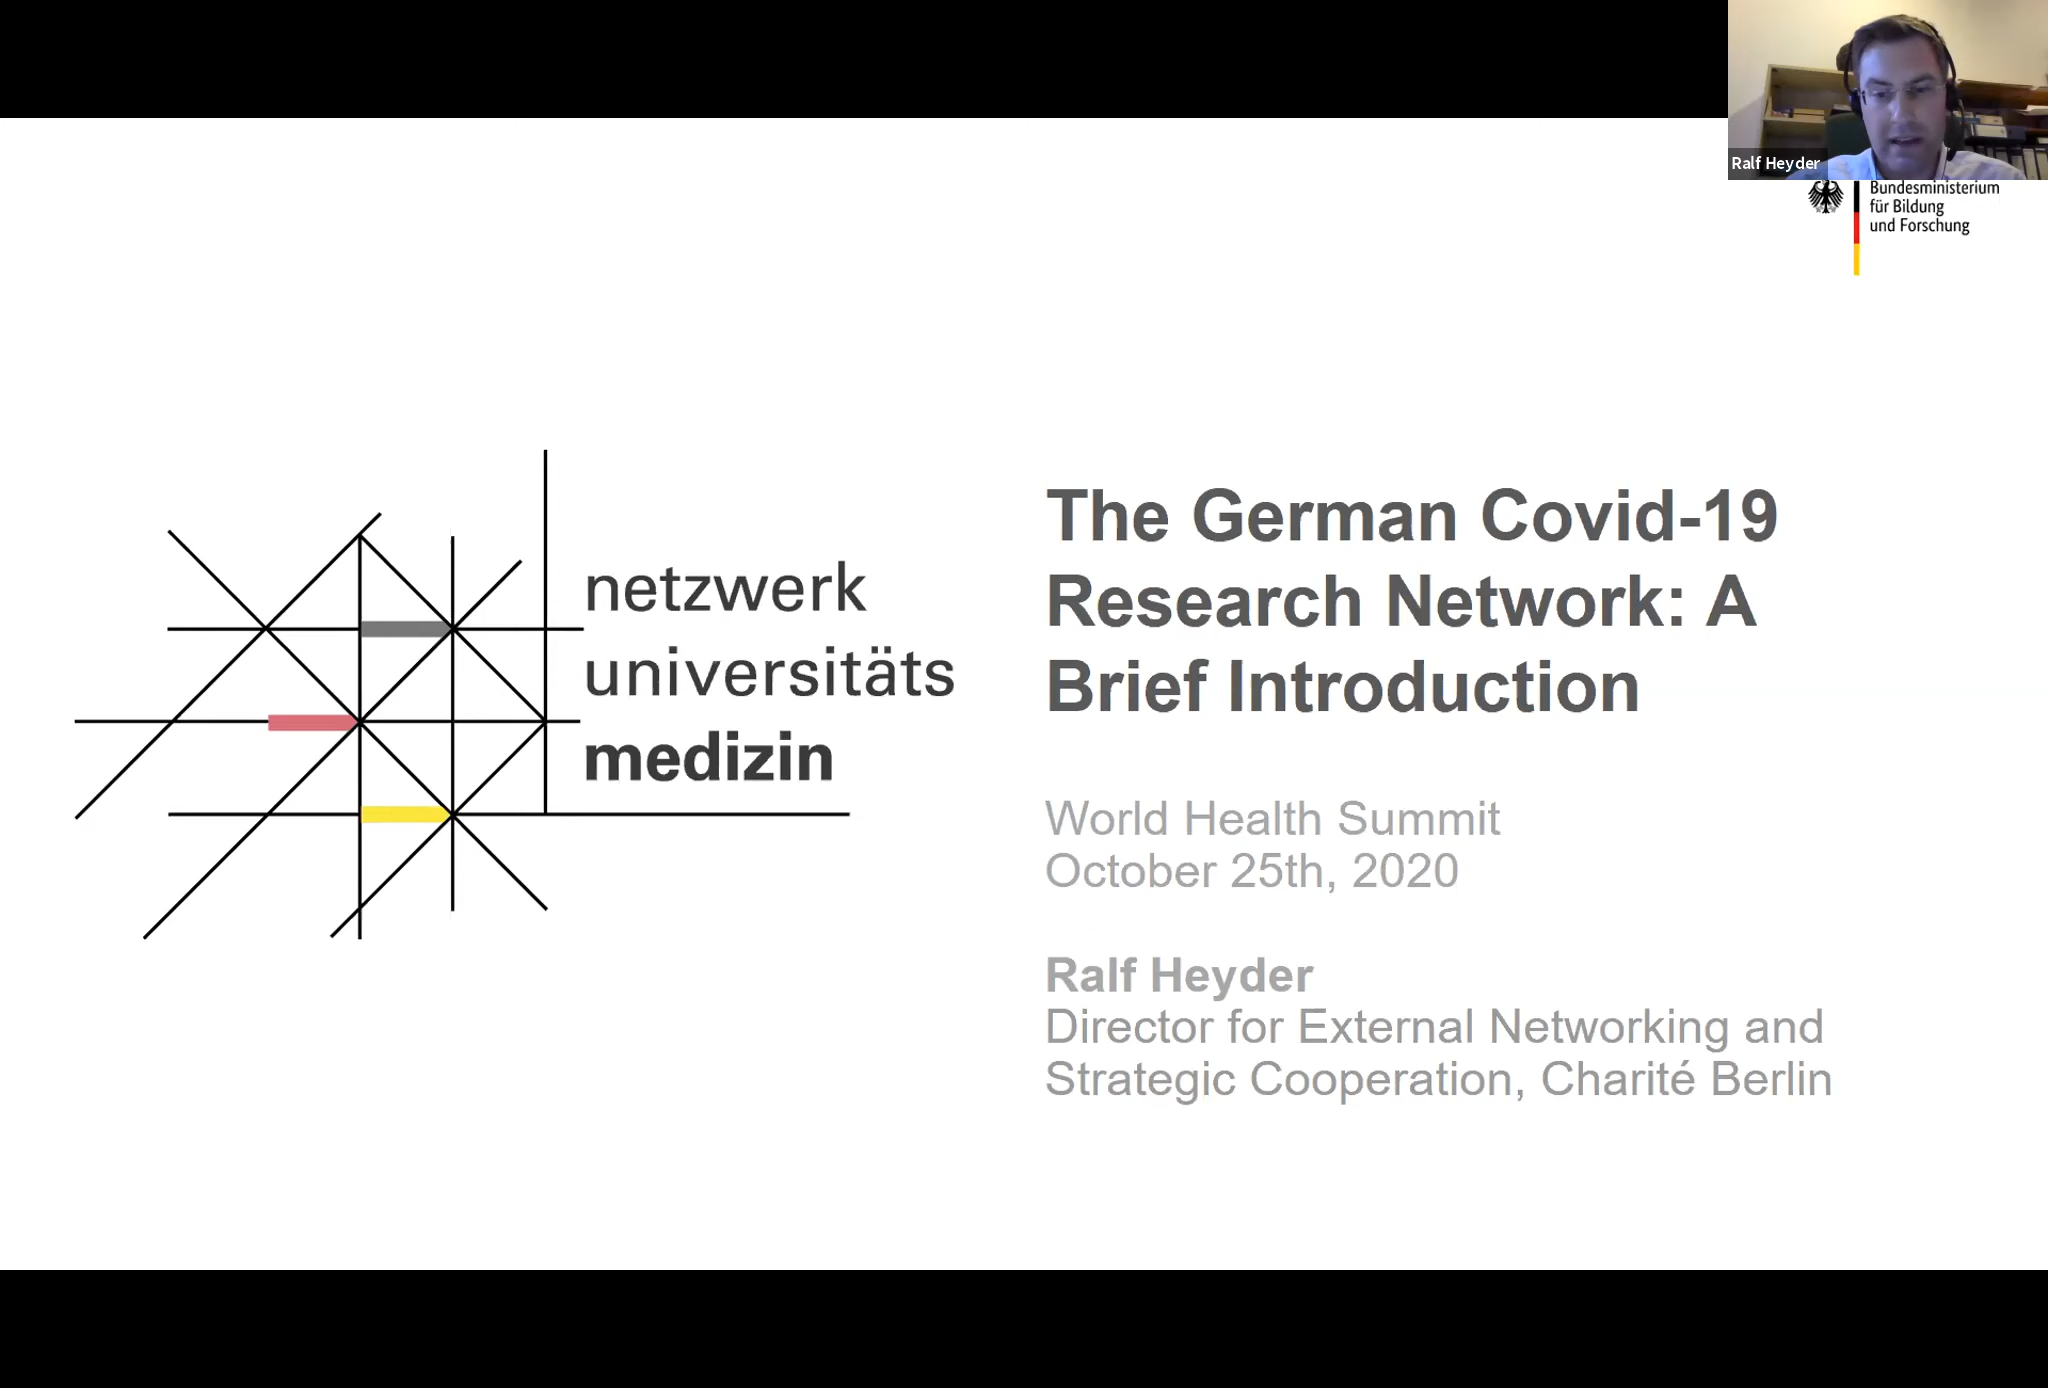 Ralf Heyder
Bundesministerium
für Bildung
und Forschung
netzwerk
universitäts
medizin
The German Covid-19
Research Network: A
Brief Introduction
World Health Summit
October 25th, 2020
Ralf Heyder
Director for External Networking and
Strategic Cooperation, Charité Berlin